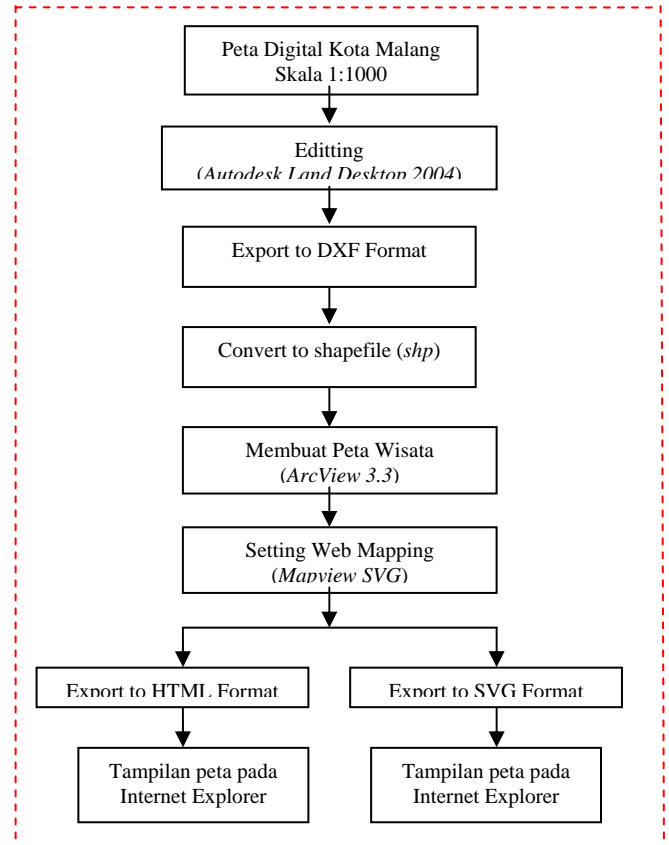 Peta Digital Kota Malang
Skala 1:1000
Editting
(Autodesk Land Desktop 2004)
Export to DXF Format
Convert to shapefile (shp)
Membuat Peta Wisata
(ArcView 3.3)
Setting Web Mapping
(Mapview SVG)
Export to HTML Format
Export to SVG Format
Tampilan peta pada
Internet Explorer
Tampilan peta pada
Internet Explorer